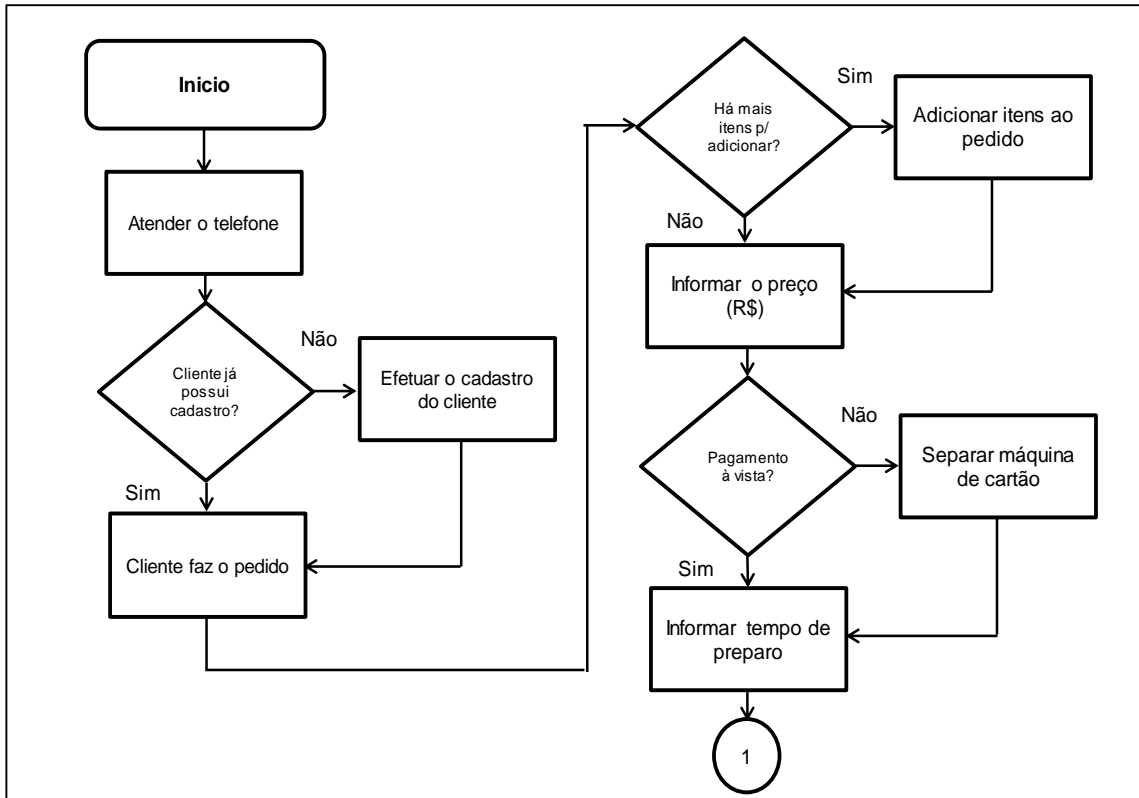 Inicio
Atender o telefone
Cliente já
possui
cadastro?
Não
Efetuar o cadastro
do cliente
Sim
Cliente faz o pedido
Há mais
itens p/
adicionar?
Sim
Adicionar itens ao
pedido
Não
Informar o preço
(R$)
Pagamento
à vista?
Não
Separar máquina
de cartão
Sim
Informar tempo de
preparo
1